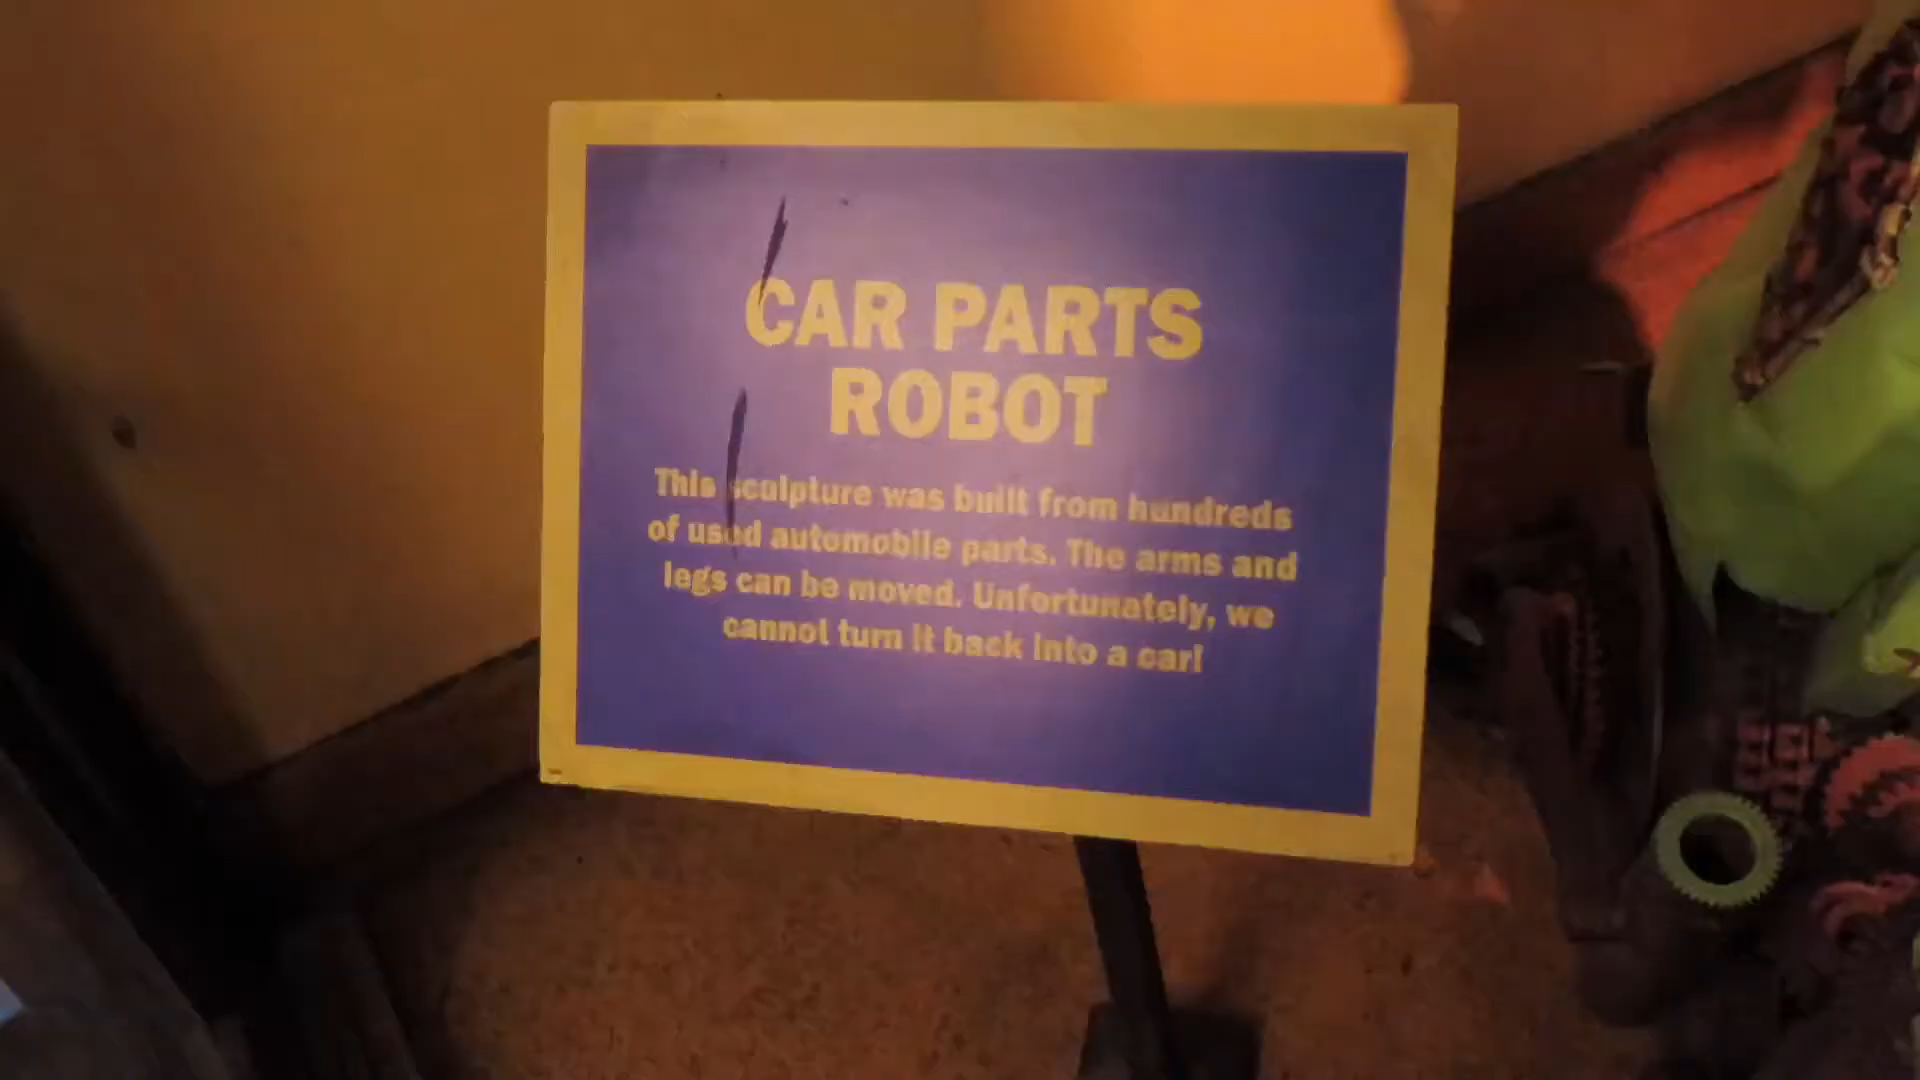 CAR PARTS
ROBOT
This sculpture was built from hundreds
of used automobile parts. The arms and
legs can be moved. Unfortunately, we
cannot turn it back into a car!